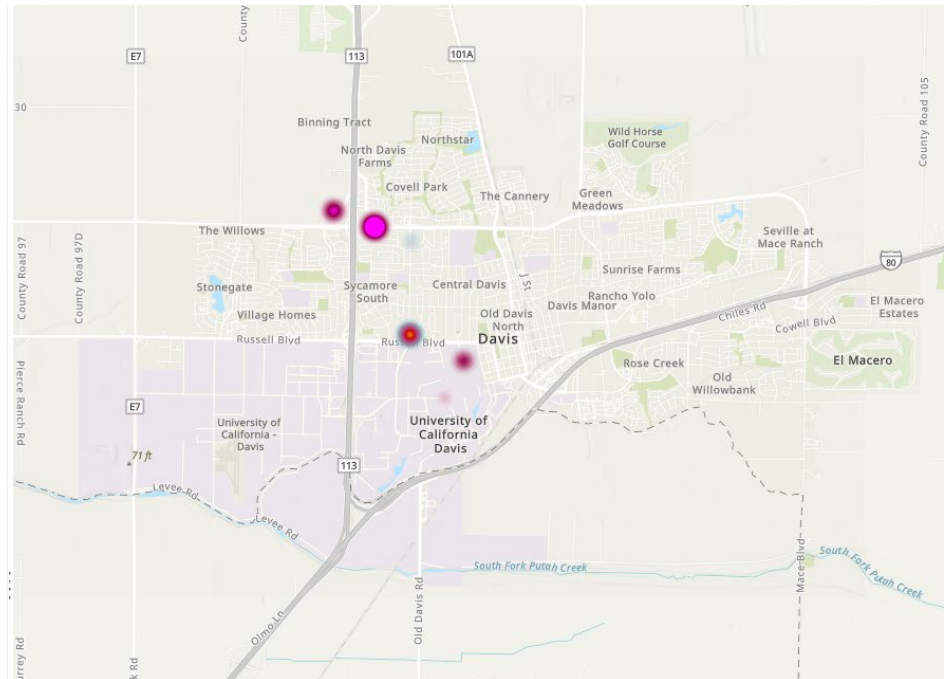 County
E7
113
101A
County Road 105
30
Binning Tract
Northstar
Wild Horse
Golf Course
North Davis
Farms
Covell Park
The Cannery
Green
Meadows
The Willows
Seville at
Mace Ranch
County Road 97
County Road 97D
80
Stonegate
Sycamore
South
Central Davis
J St
Sunrise Farms
Rancho Yolo
Davis Manor
Village Homes
Old Davis
North
Chiles Rd
El Macero
Estates
Cowell Blvd
Russell Blvd
Davis
El Macero
Pierce Ranch Rd
Rose Creek
Old
Willowbank
E7
University of
California -
Davis
University of
California
Davis
71 ft
113
Levee Rd
Levee Rd
South Fork Putah Creek
South Fork Putah Creek
Mace Blvd
Old Davis Rd
Olmo Ln